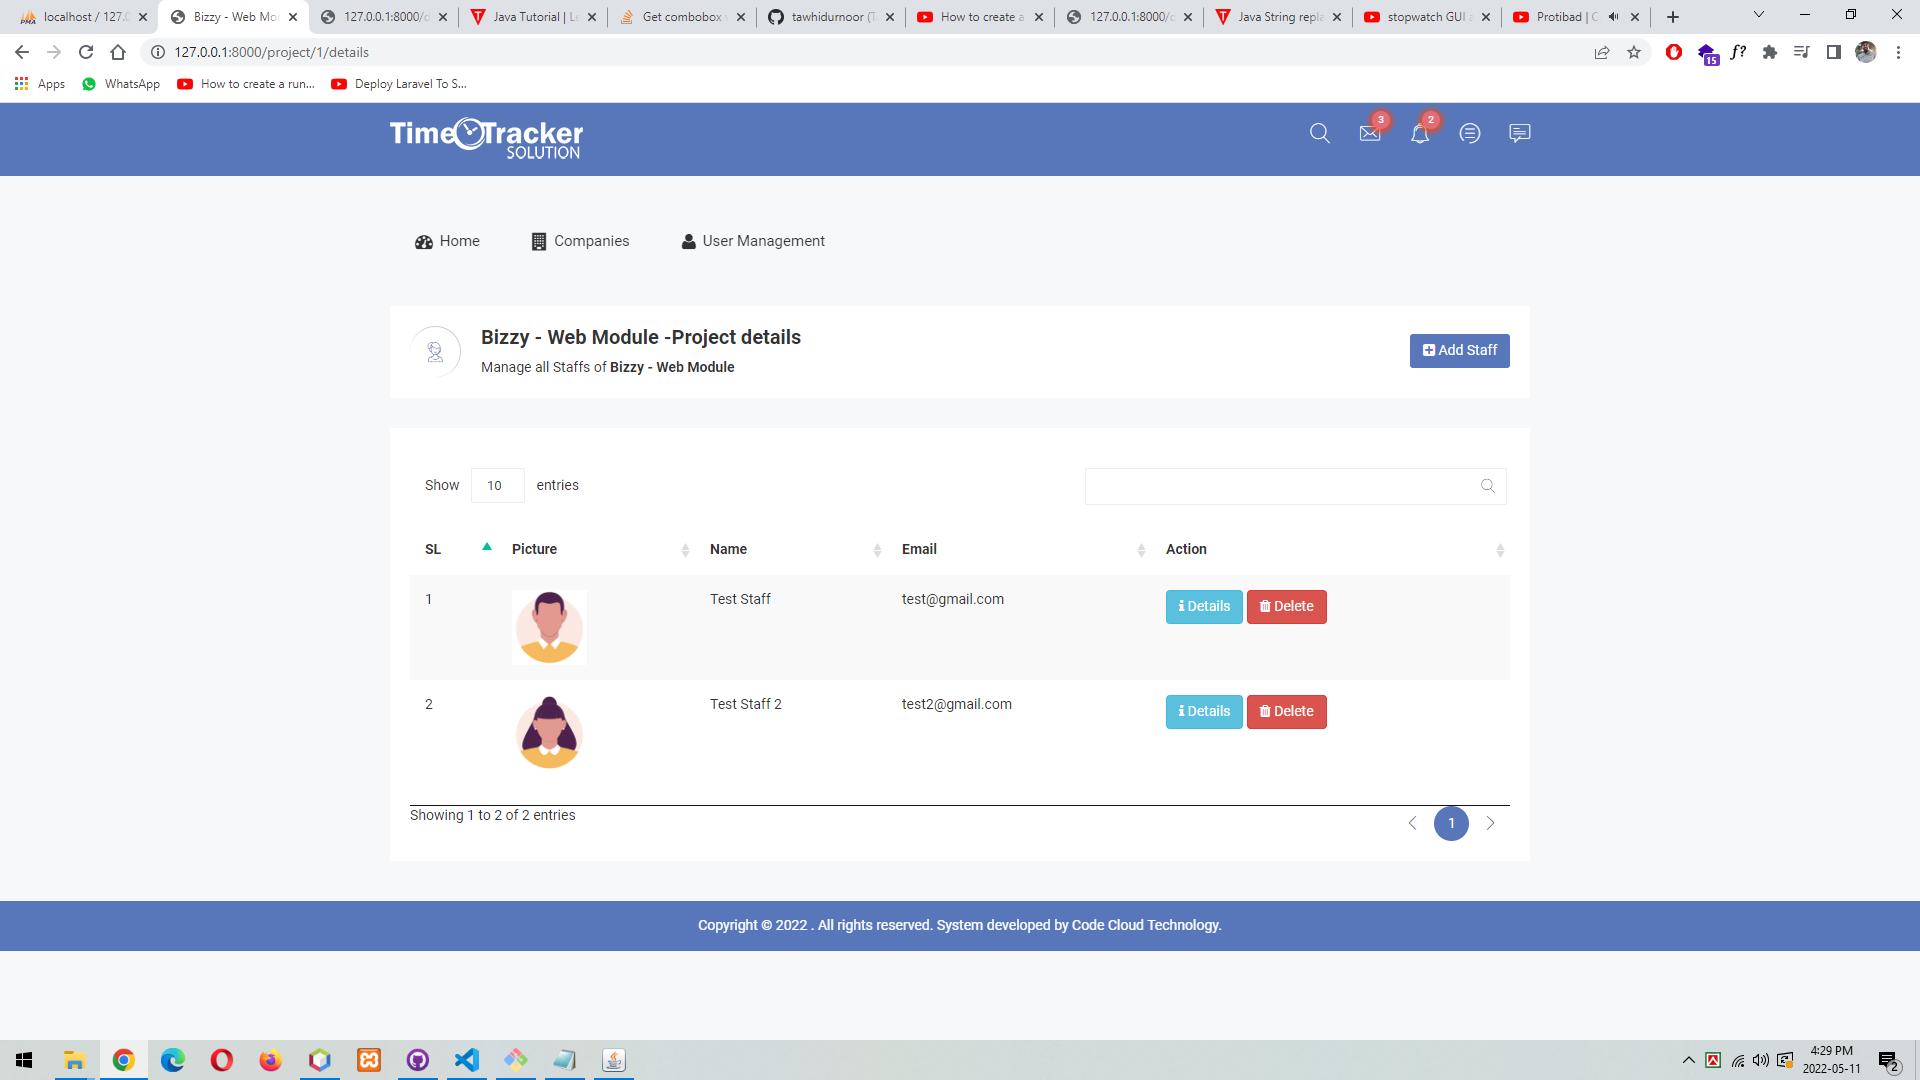 localhost / 127.0
Bizzy - Web Mo
127.0.0.1:8000/d
Java Tutorial | Le
Get combobox v
tawhidurnoor (T
How to create a
127.0.0.1:8000/c
Java String repla
stopwatch GUI a
Protibad | C
127.0.0.1:8000/project/1/details
15
f?
Apps
WhatsApp
How to create a run...
Deploy Laravel To S...
Time Tracker
SOLUTION
3
2
Home
Companies
User Management
Bizzy - Web Module -Project details
Manage all Staffs of Bizzy - Web Module
Add Staff
Show 10 entries
SL Picture Name Email Action
1 Test Staff test@gmail.com Details Delete
2 Test Staff 2 test2@gmail.com Details Delete
Showing 1 to 2 of 2 entries
1
Copyright © 2022 . All rights reserved. System developed by Code Cloud Technology.
4:29 PM
2022-05-11
2